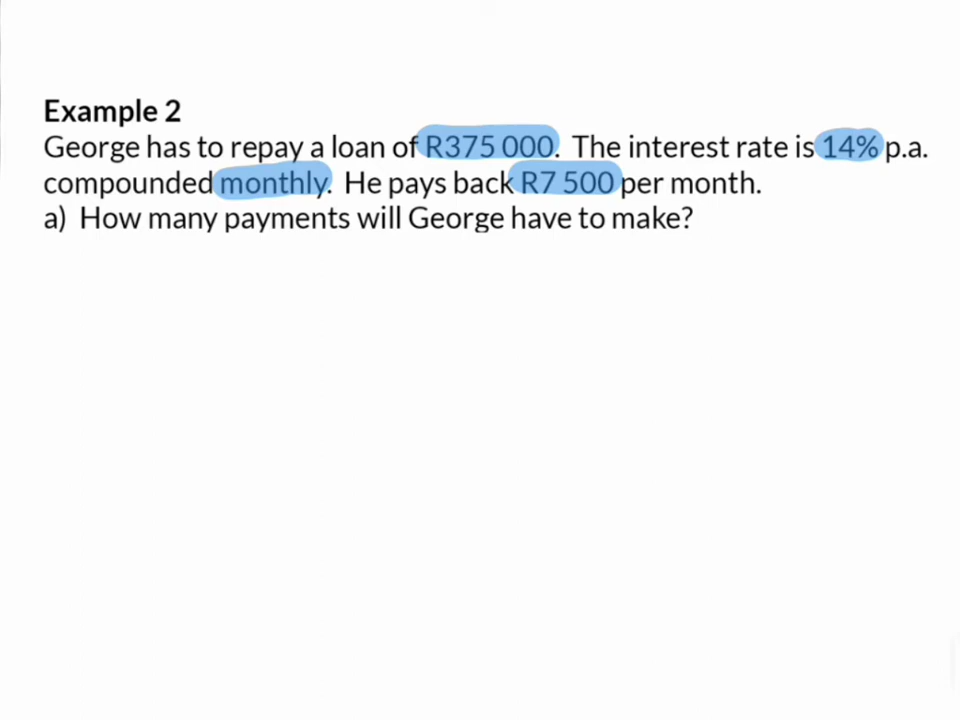 Example 2
George has to repay a loan of R375 000. The interest rate is 14% p.a.
compounded monthly. He pays back R7 500 per month.
a) How many payments will George have to make?